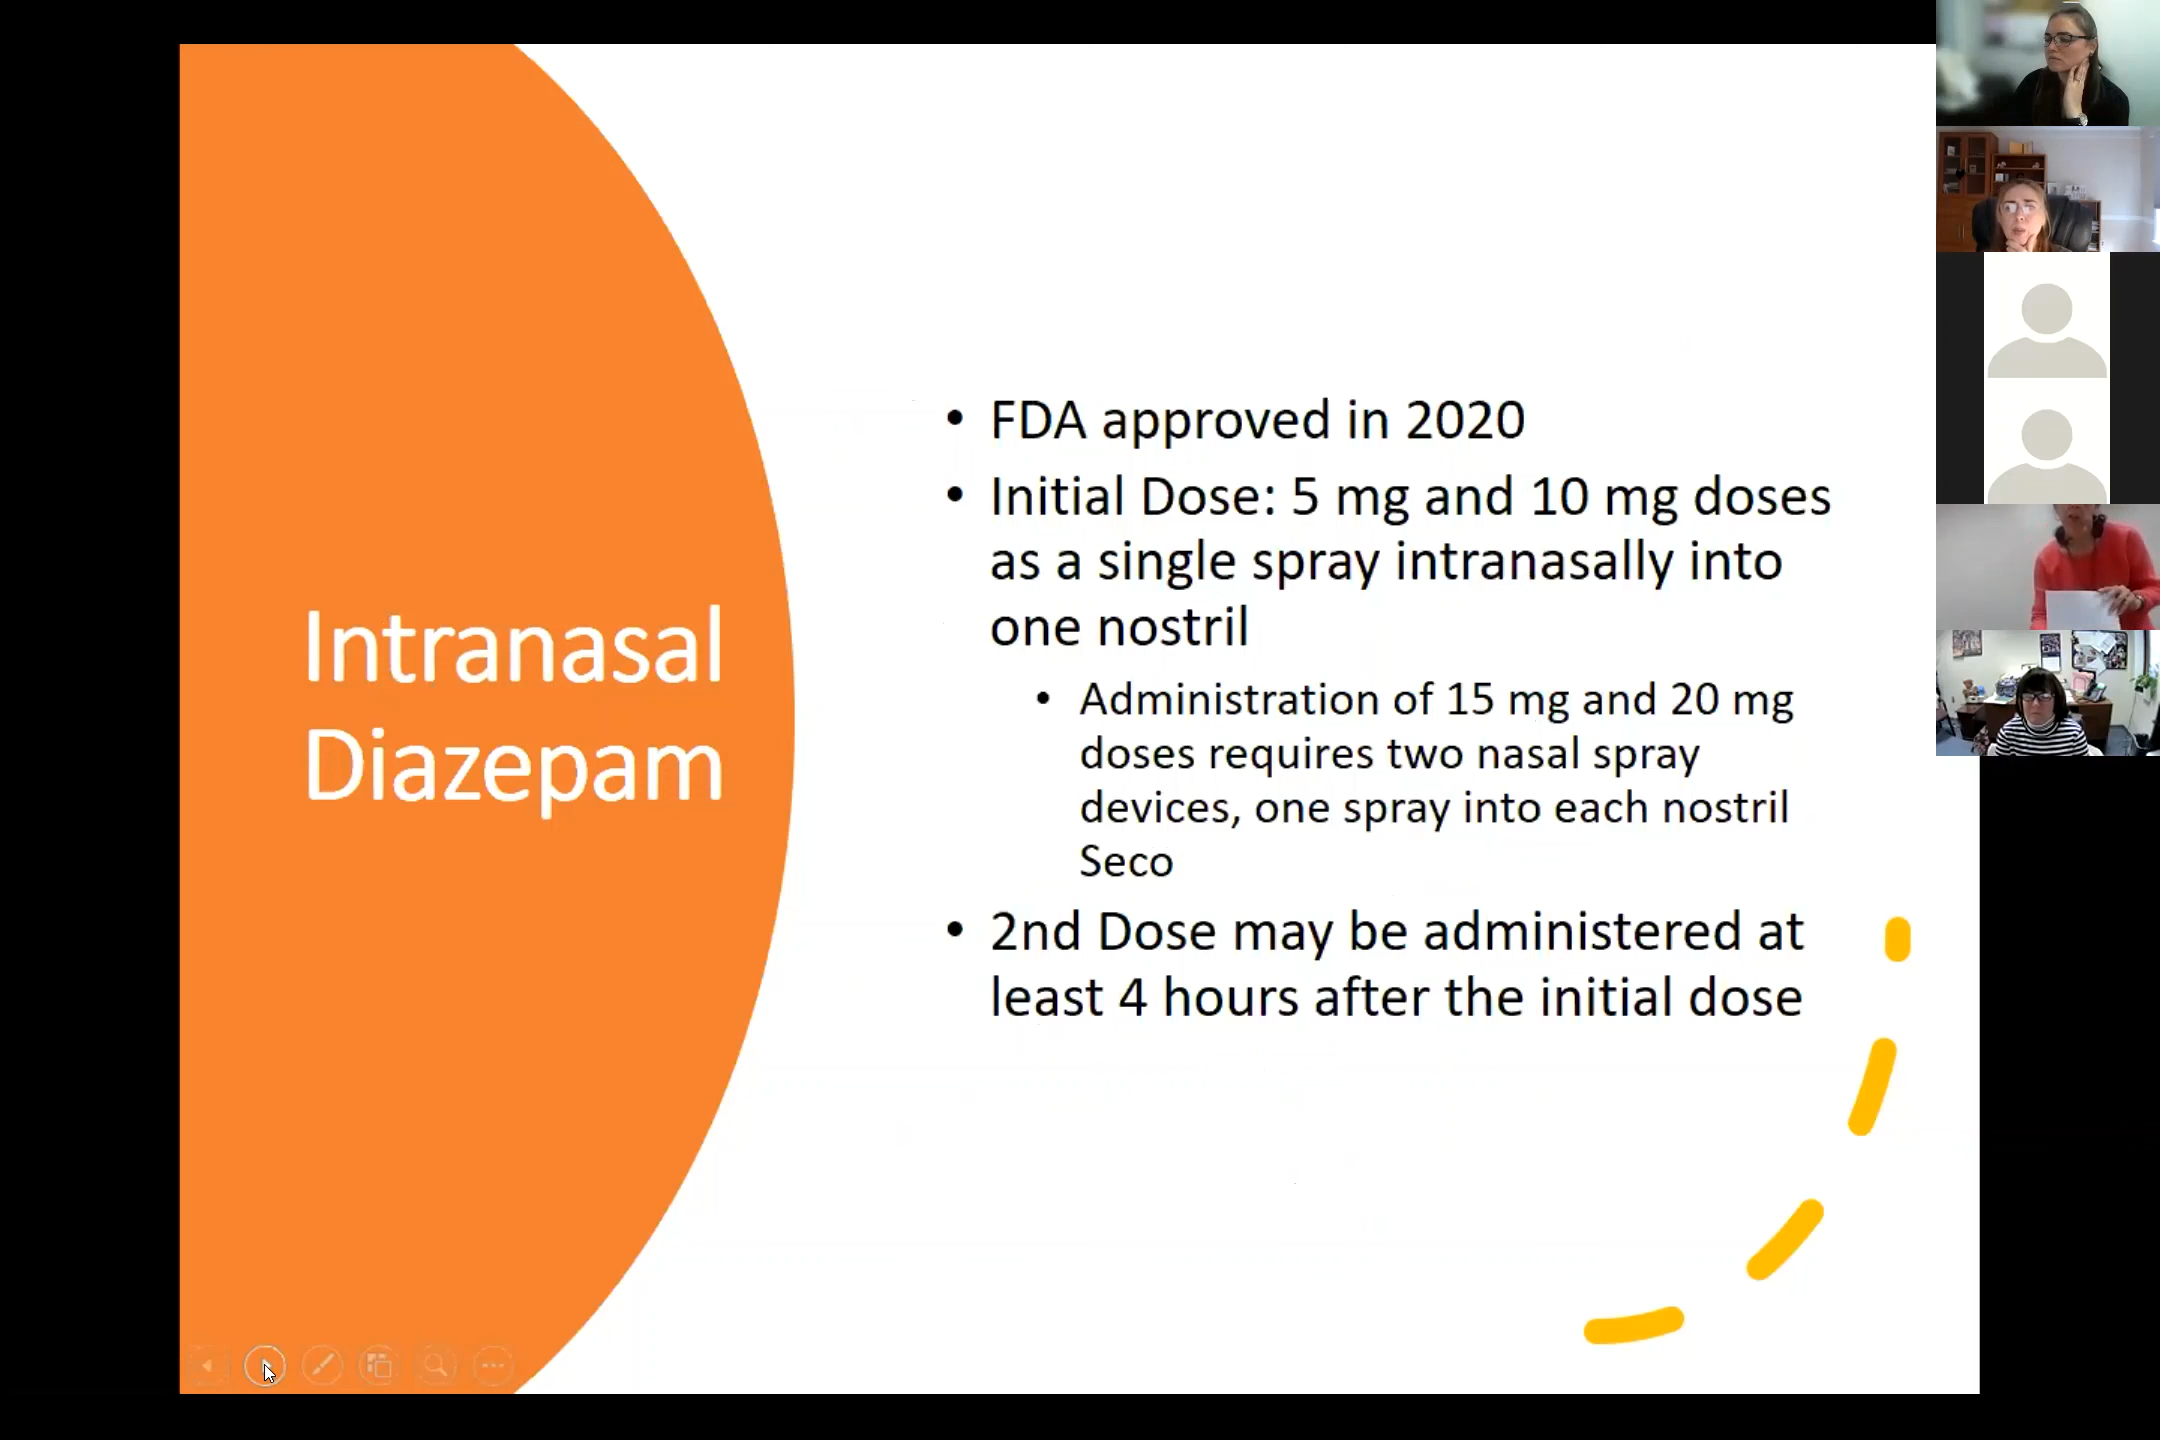 Intranasal
Diazepam
• FDA approved in 2020
• Initial Dose: 5 mg and 10 mg doses
as a single spray intranasally into
one nostril
• Administration of 15 mg and 20 mg
doses requires two nasal spray
devices, one spray into each nostril
Seco
• 2nd Dose may be administered at
least 4 hours after the initial dose